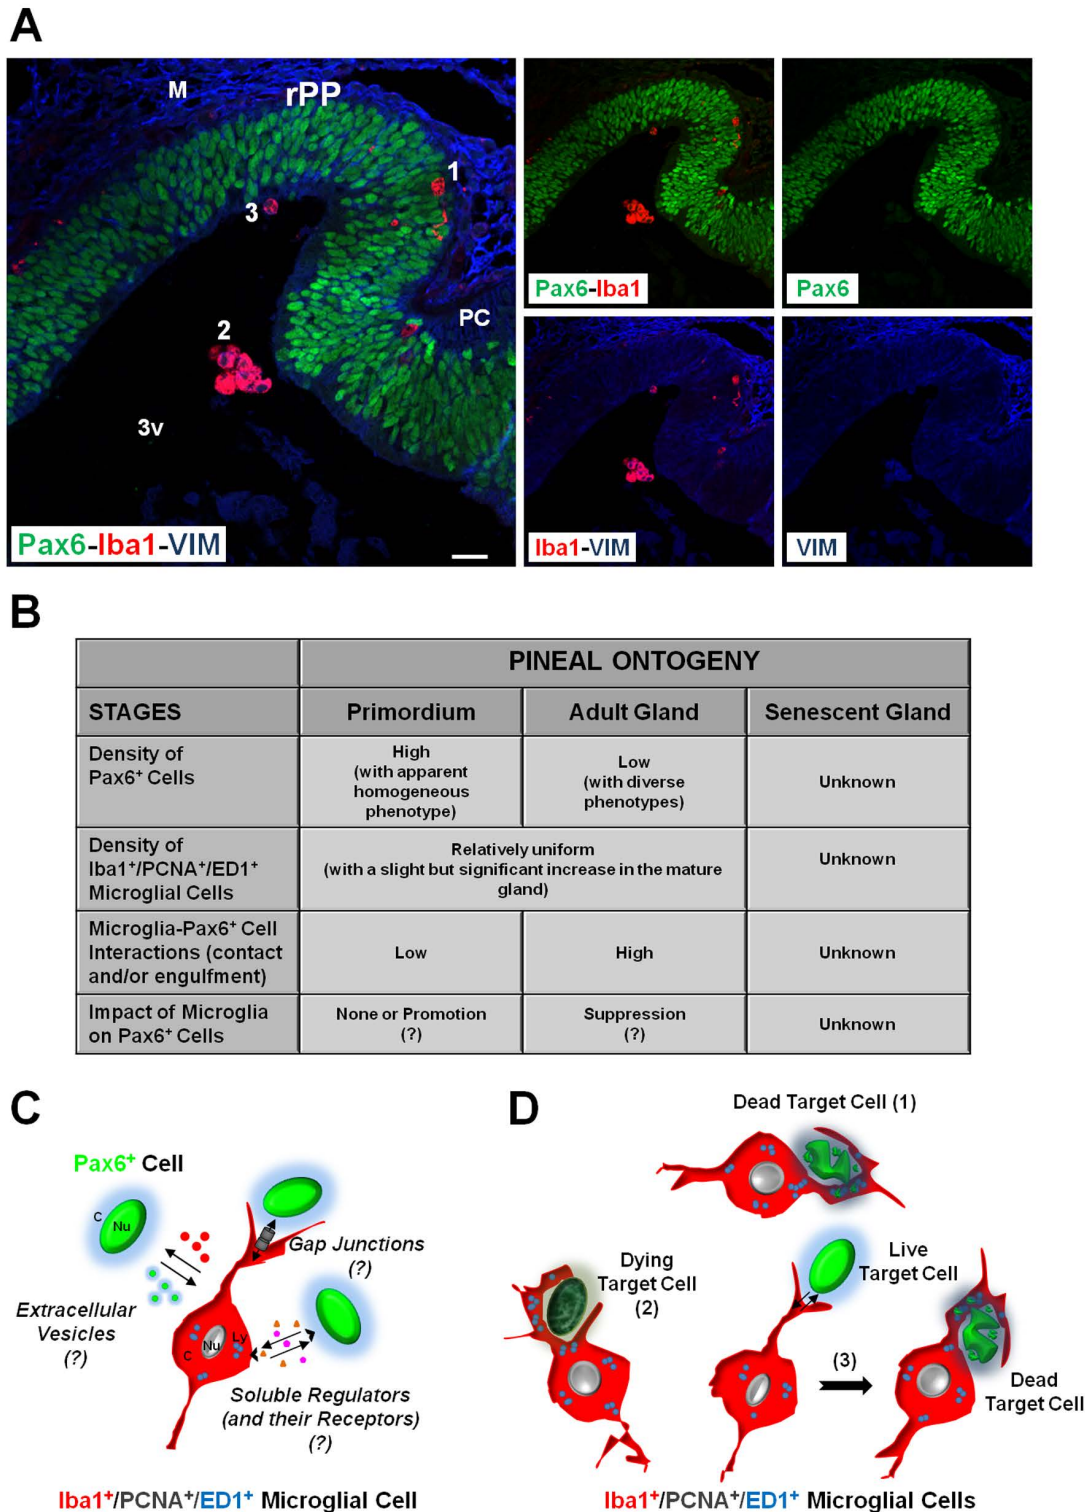 A
M
rPP
1
3
PC
2
3v
Pax6-Iba1-VIM
Pax6-Iba1
Pax6
Iba1-VIM
VIM
B
PINEAL ONTOGENY
STAGES
Primordium
Adult Gland
Senescent Gland
Density of
Pax6⁺ Cells
High
(with apparent
homogeneous
phenotype)
Low
(with diverse
phenotypes)
Unknown
Density of
Iba1⁺/PCNA⁺/ED1⁺
Microglial Cells
Relatively uniform
(with a slight but significant increase in the mature
gland)
Unknown
Microglia-Pax6⁺ Cell
Interactions (contact
and/or engulfment)
Low
High
Unknown
Impact of Microglia
on Pax6⁺ Cells
None or Promotion
(?)
Suppression
(?)
Unknown
C
Pax6⁺ Cell
C
Nu
Gap Junctions
(?)
Extracellular
Vesicles
(?)
Ly
Nu
C
Soluble Regulators
(and their Receptors)
(?)
Iba1⁺/PCNA⁺/ED1⁺ Microglial Cell
D
Dead Target Cell (1)
Dying
Target Cell
(2)
Live
Target Cell
(3)
Dead
Target Cell
Iba1⁺/PCNA⁺/ED1⁺ Microglial Cells